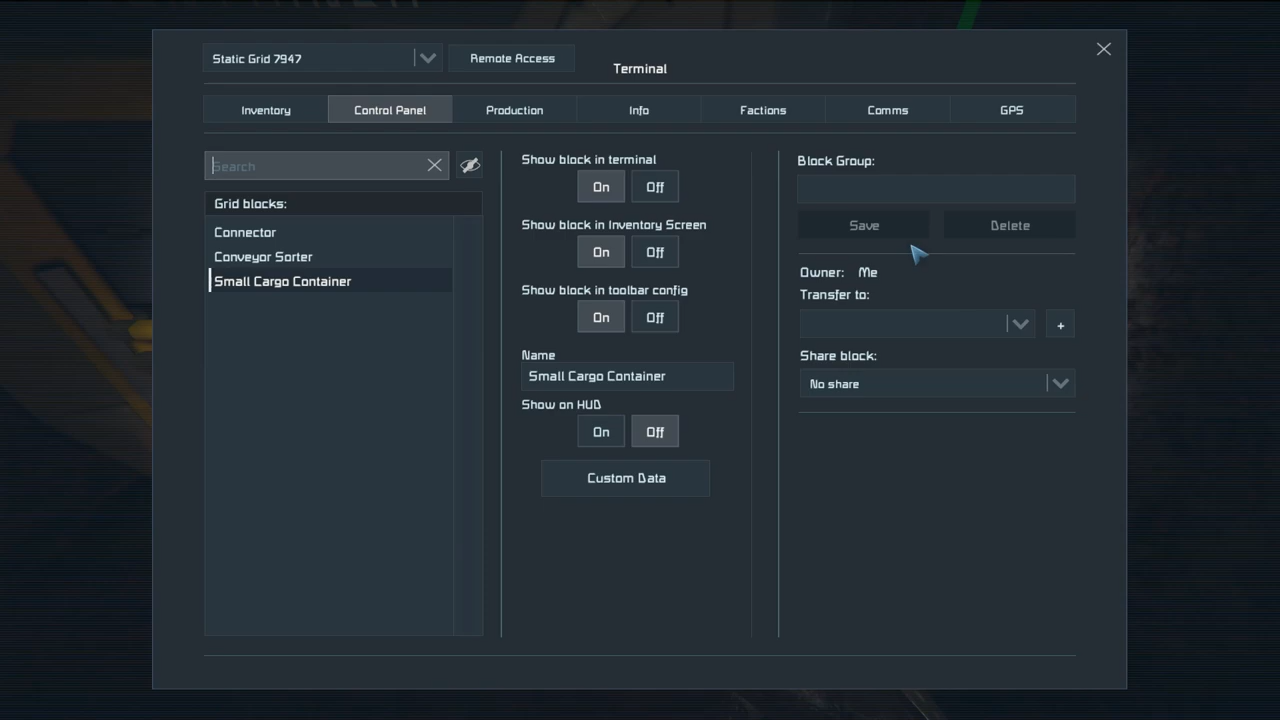 Static Grid 7947
Remote Access
Terminal
Inventory
Control Panel
Production
Info
Factions
Comms
GPS
Search
Grid blocks:
Connector
Conveyor Sorter
Small Cargo Container
Show block in terminal
On Off
Show block in Inventory Screen
On Off
Show block in toolbar config
On Off
Name
Small Cargo Container
Show on HUD
On Off
Custom Data
Block Group:
Save
Delete
Owner: Me
Transfer to:
+
Share block:
No share